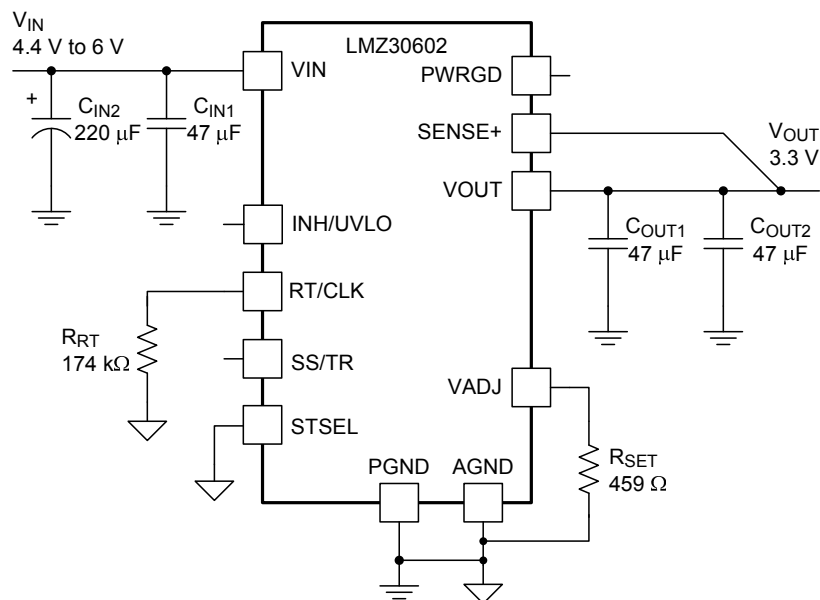 V_IN
4.4 V to 6 V
LMZ30602
VIN
PWRGD
+
C_IN2
220 μF
C_IN1
47 μF
SENSE+
V_OUT
3.3 V
VOUT
INH/UVLO
C_OUT1
47 μF
C_OUT2
47 μF
RT/CLK
R_RT
174 kΩ
SS/TR
VADJ
STSEL
PGND
AGND
R_SET
459 Ω